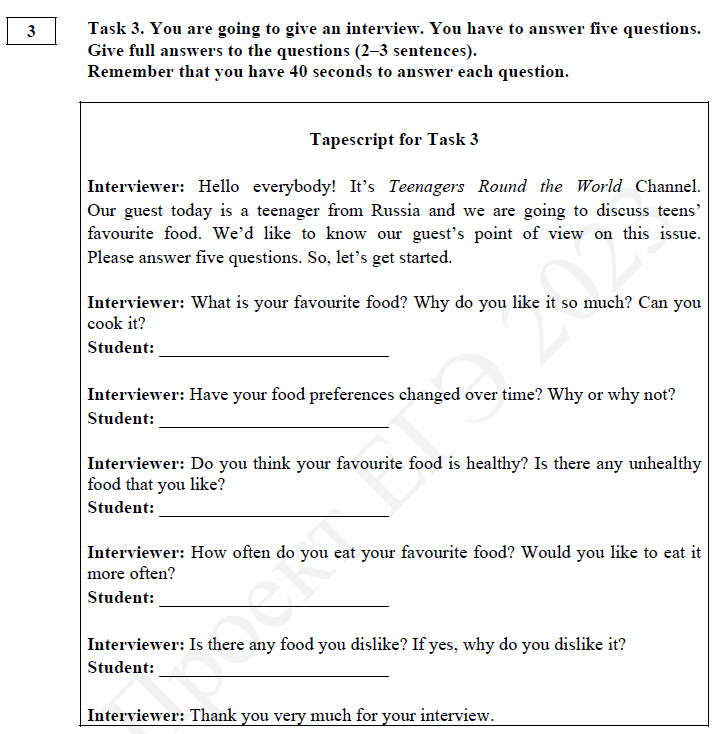 3
Task 3. You are going to give an interview. You have to answer five questions.
Give full answers to the questions (2–3 sentences).
Remember that you have 40 seconds to answer each question.
Tapescript for Task 3
Interviewer: Hello everybody! It's Teenagers Round the World Channel.
Our guest today is a teenager from Russia and we are going to discuss teens'
favourite food. We'd like to know our guest's point of view on this issue.
Please answer five questions. So, let's get started.
Interviewer: What is your favourite food? Why do you like it so much? Can you
cook it?
Student: _________________________
Interviewer: Have your food preferences changed over time? Why or why not?
Student: _________________________
Interviewer: Do you think your favourite food is healthy? Is there any unhealthy
food that you like?
Student: _________________________
Interviewer: How often do you eat your favourite food? Would you like to eat it
more often?
Student: _________________________
Interviewer: Is there any food you dislike? If yes, why do you dislike it?
Student: _________________________
Interviewer: Thank you very much for your interview.
Проект ЕГЭ 2023